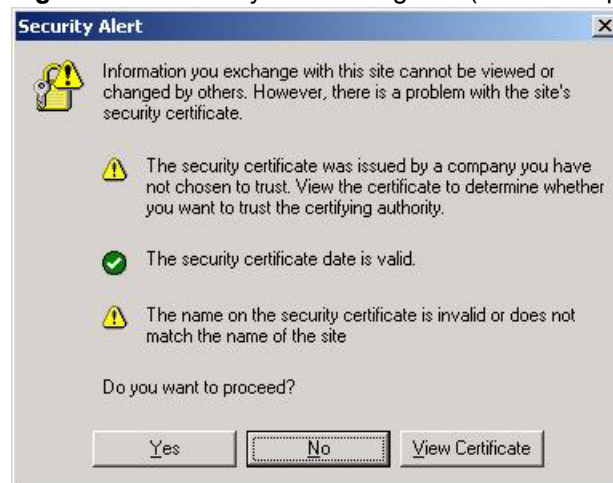 Security Alert
Information you exchange with this site cannot be viewed or
changed by others. However, there is a problem with the site's
security certificate.
The security certificate was issued by a company you have
not chosen to trust. View the certificate to determine whether
you want to trust the certifying authority.
The security certificate date is valid.
The name on the security certificate is invalid or does not
match the name of the site
Do you want to proceed?
Yes
No
View Certificate